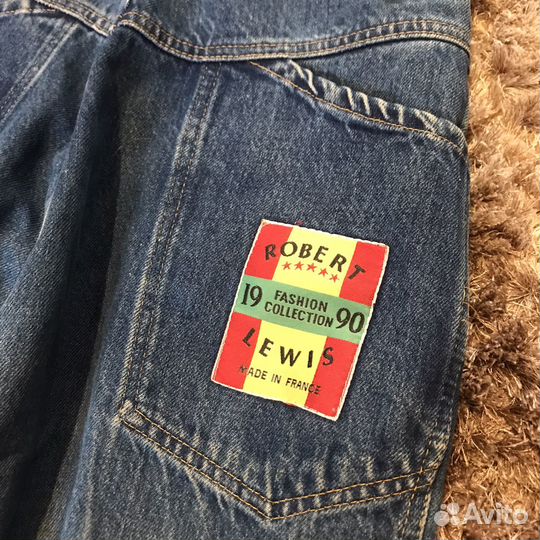 ROBERT
★★★★★
19 FASHION COLLECTION 90
LEWIS
MADE IN FRANCE
Avito